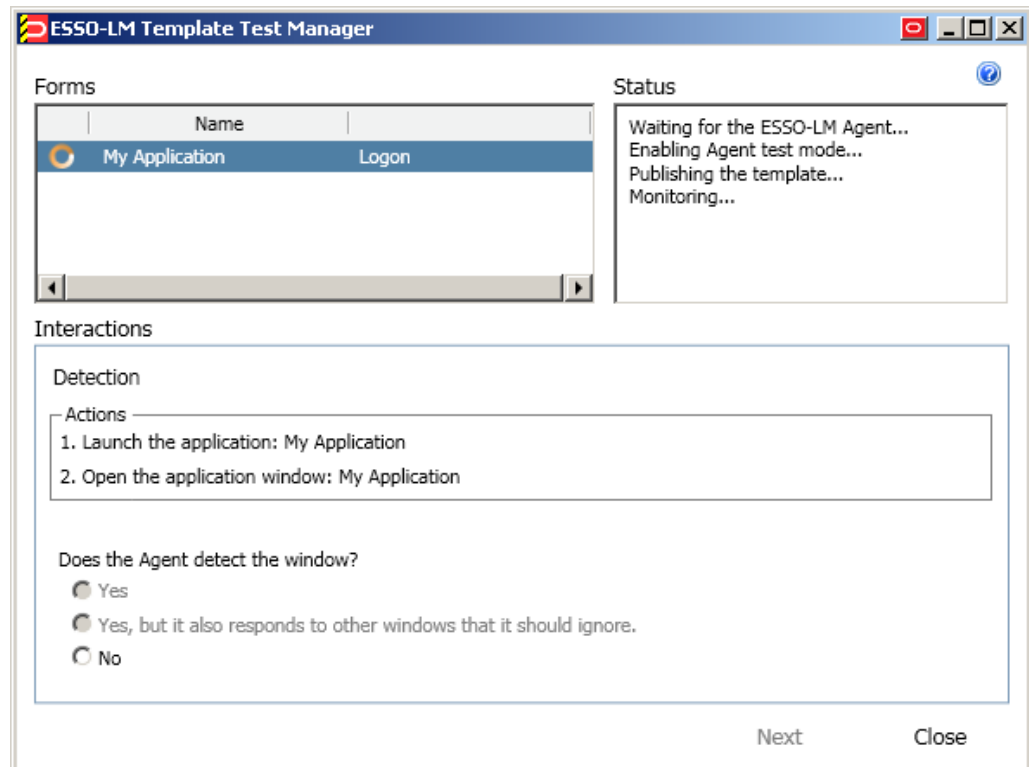 ESSO-LM Template Test Manager
Forms
Name
My Application Logon
Status
Waiting for the ESSO-LM Agent...
Enabling Agent test mode...
Publishing the template...
Monitoring...
Interactions
Detection
Actions
1. Launch the application: My Application
2. Open the application window: My Application
Does the Agent detect the window?
Yes
Yes, but it also responds to other windows that it should ignore.
No
Next Close